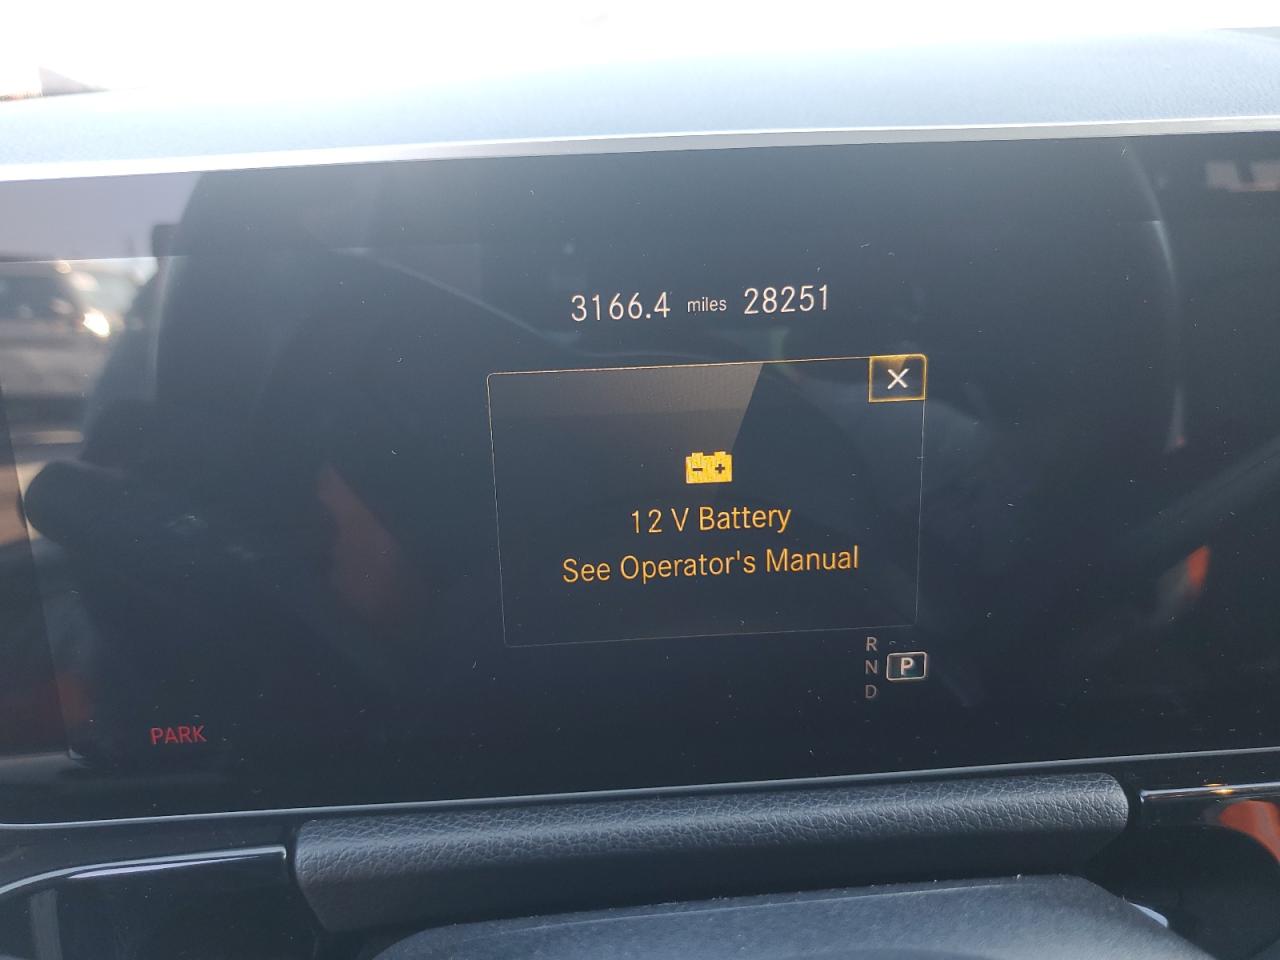 3166.4 miles 28251
X
- +
12 V Battery
See Operator's Manual
R
N P
D
PARK